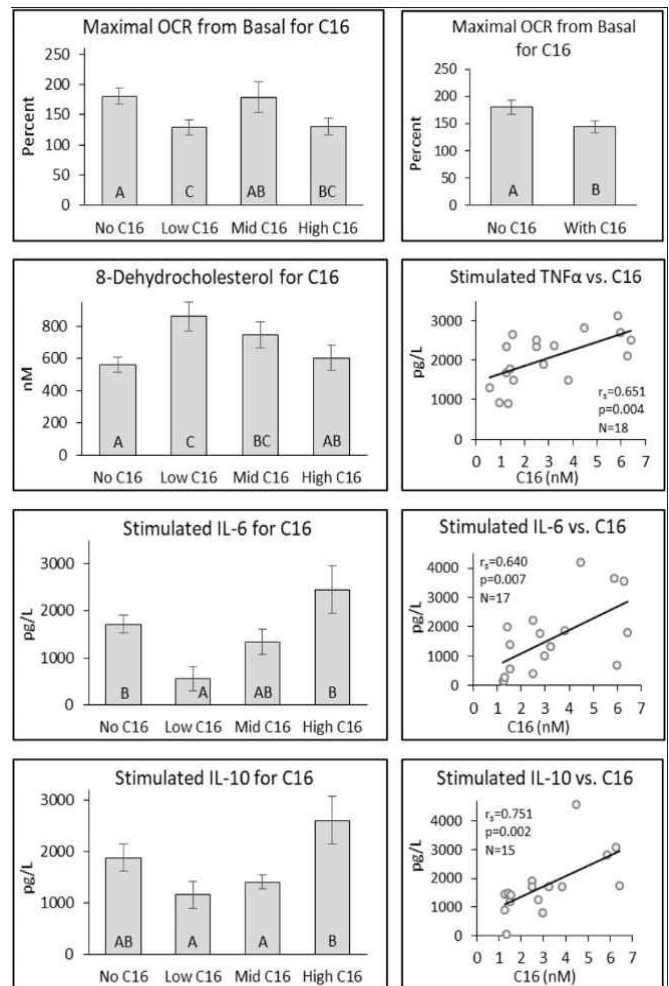 Maximal OCR from Basal for C16
250
200
150
100
50
0
Percent
A
C
AB
BC
No C16 Low C16 Mid C16 High C16
Maximal OCR from Basal
for C16
250
200
150
100
50
0
Percent
A
B
No C16 With C16
8-Dehydrocholesterol for C16
800
600
400
200
0
nM
A
C
BC
AB
No C16 Low C16 Mid C16 High C16
Stimulated TNFα vs. C16
3000
2000
1000
0
pg/L
rs=0.651
p=0.004
N=18
0 1 2 3 4 5 6 7
C16 (nM)
Stimulated IL-6 for C16
3000
2000
1000
0
pg/L
B
A
AB
B
No C16 Low C16 Mid C16 High C16
Stimulated IL-6 vs. C16
4000
3000
2000
1000
0
pg/L
rs=0.640
p=0.007
N=17
0 1 2 3 4 5 6 7
C16 (nM)
Stimulated IL-10 for C16
3000
2000
1000
0
pg/L
AB
A
A
B
No C16 Low C16 Mid C16 High C16
Stimulated IL-10 vs. C16
4000
3000
2000
1000
0
pg/L
rs=0.751
p=0.002
N=15
0 1 2 3 4 5 6 7
C16 (nM)